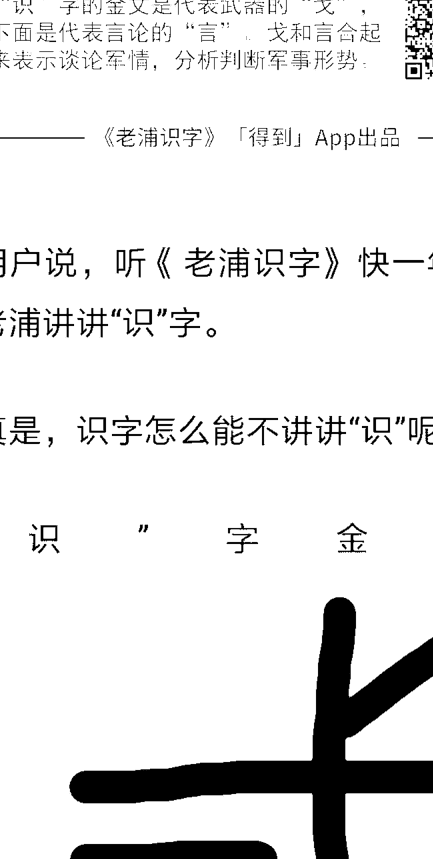 “识”字的金文是代表武器的“戈”，
下面是代表言论的“言”。戈和言合起
来表示谈论军情，分析判断军事形势。
《老浦识字》「得到」App出品
用户说，听《老浦识字》快一年
老浦讲讲“识”字。
真是，识字怎么能不讲讲“识”呢
识 ” 字 金